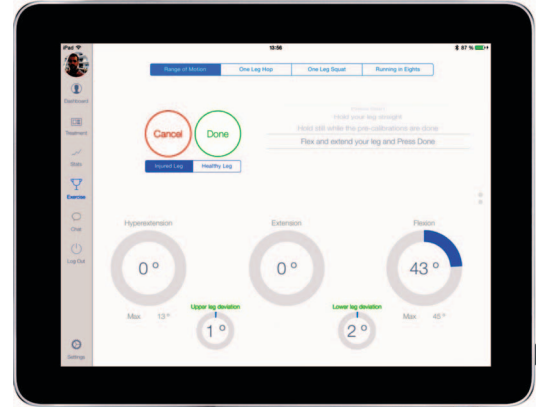 iPad 13:56 87 %
Range of Motion One Leg Hop One Leg Squat Running in Eights
Dashboard
Treatment
Stats
Exercise
Chat
Log Out
Settings
Hold your leg straight
Hold still while the pre-calibrations are done
Flex and extend your leg and Press Done
Cancel Done
Injured Leg Healthy Leg
Hyperextension Extension Flexion
0 ° 0 ° 43 °
Max 13 ° Max 45 °
Upper leg deviation Lower leg deviation
1 ° 2 °